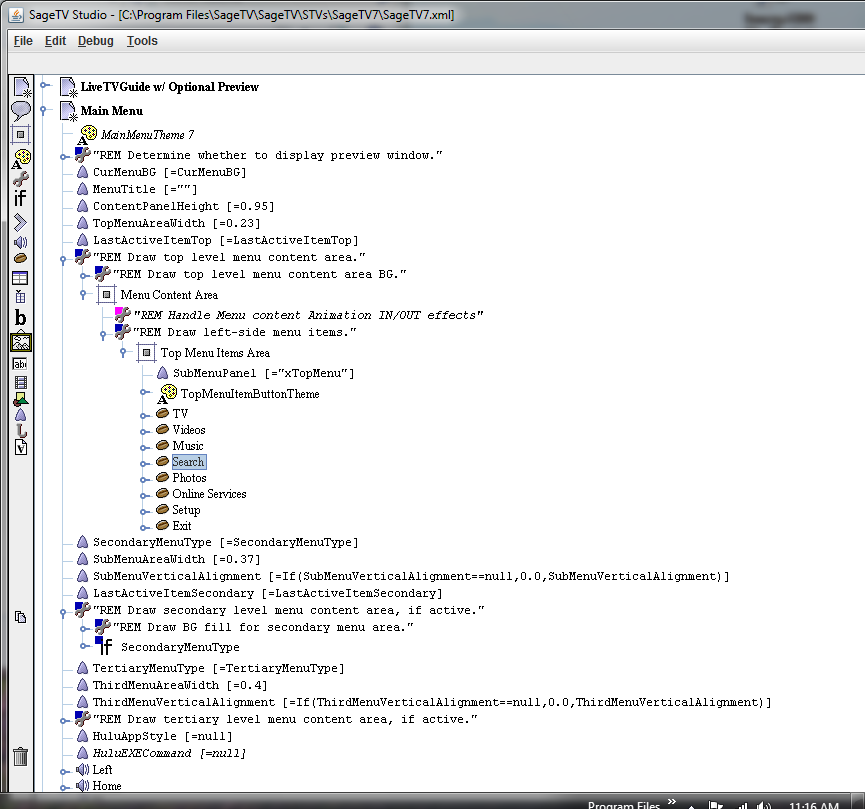 SageTV Studio - [C:\Program Files\SageTV\SageTV\STVs\SageTV7\SageTV7.xml]
File Edit Debug Tools
LiveTVGuide w/ Optional Preview
Main Menu
MainMenuTheme 7
"REM Determine whether to display preview window."
CurMenuBG [=CurMenuBG]
MenuTitle [=""]
ContentPanelHeight [=0.95]
TopMenuAreaWidth [=0.23]
LastActiveItemTop [=LastActiveItemTop]
"REM Draw top level menu content area."
"REM Draw top level menu content area BG."
Menu Content Area
"REM Handle Menu content Animation IN/OUT effects"
"REM Draw left-side menu items."
Top Menu Items Area
SubMenuPanel [="xTopMenu"]
TopMenuItemButtonTheme
TV
Videos
Music
Search
Photos
Online Services
Setup
Exit
SecondaryMenuType [=SecondaryMenuType]
SubMenuAreaWidth [=0.37]
SubMenuVerticalAlignment [=If(SubMenuVerticalAlignment==null,0.0,SubMenuVerticalAlignment)]
LastActiveItemSecondary [=LastActiveItemSecondary]
"REM Draw secondary level menu content area, if active."
"REM Draw BG fill for secondary menu area."
If SecondaryMenuType
TertiaryMenuType [=TertiaryMenuType]
ThirdMenuAreaWidth [=0.4]
ThirdMenuVerticalAlignment [=If(ThirdMenuVerticalAlignment==null,0.0,ThirdMenuVerticalAlignment)]
"REM Draw tertiary level menu content area, if active."
HuluAppStyle [=null]
HuluEXECommand [=null]
Left
Home
if
b
ab
A
Program Files » 11:16 AM